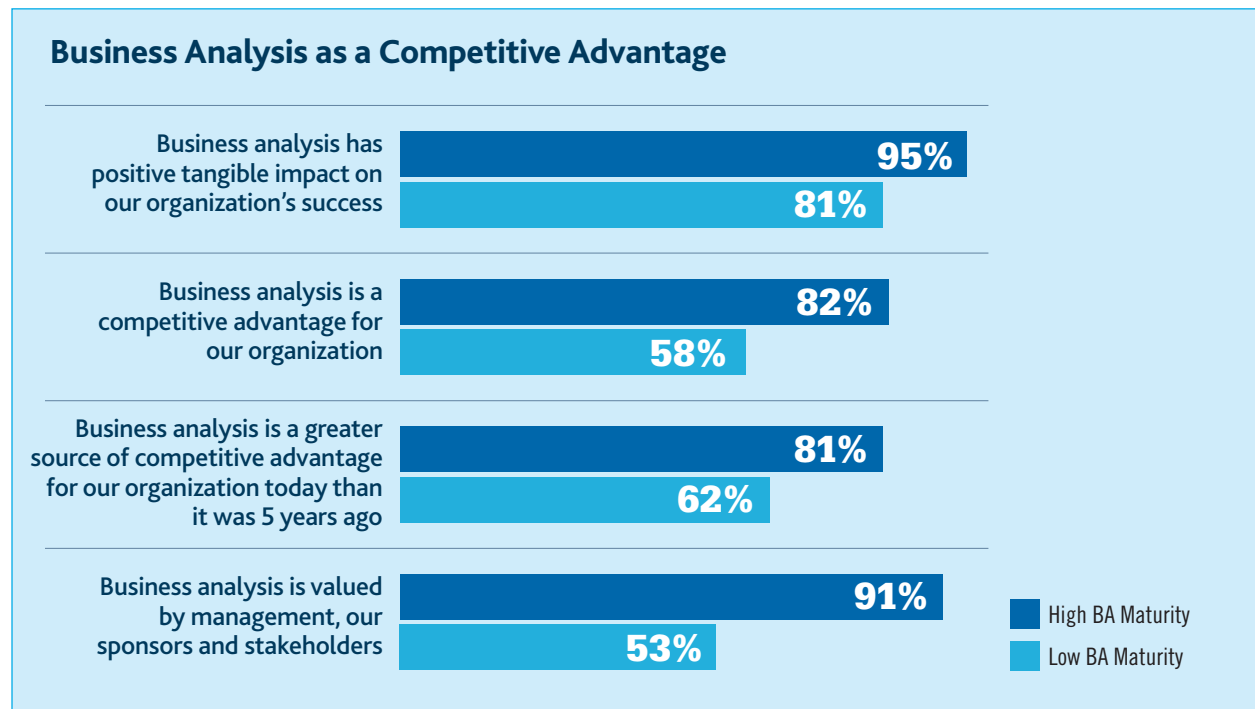 Business Analysis as a Competitive Advantage
Business analysis has
positive tangible impact on
our organization’s success
95%
81%
Business analysis is a
competitive advantage for
our organization
82%
58%
Business analysis is a greater
source of competitive advantage
for our organization today than
it was 5 years ago
81%
62%
Business analysis is valued
by management, our
sponsors and stakeholders
91%
53%
High BA Maturity
Low BA Maturity